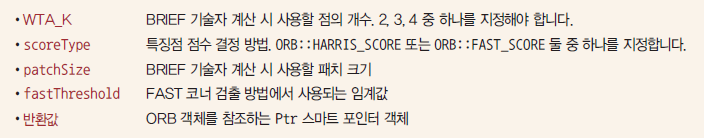 • WTA_K BRIEF 기술자 계산 시 사용할 점의 개수. 2, 3, 4 중 하나를 지정해야 합니다.
• scoreType 특징점 점수 결정 방법. ORB::HARRIS_SCORE 또는 ORB::FAST_SCORE 둘 중 하나를 지정합니다.
• patchSize BRIEF 기술자 계산 시 사용할 패치 크기
• fastThreshold FAST 코너 검출 방법에서 사용되는 임계값
• 반환값 ORB 객체를 참조하는 Ptr 스마트 포인터 객체